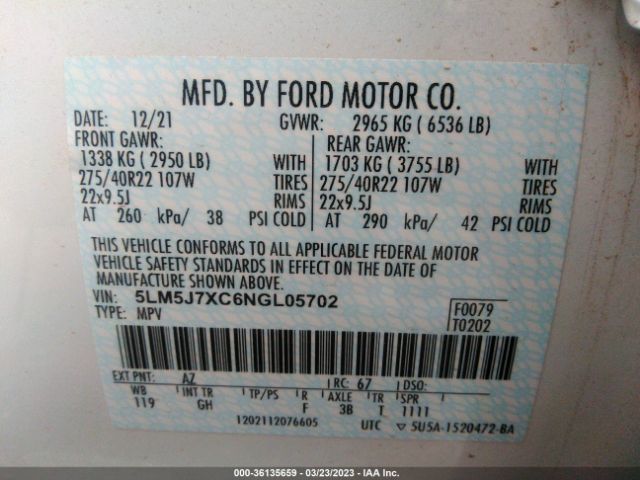 MFD. BY FORD MOTOR CO.
DATE: 12/21 GVWR: 2965 KG ( 6536 LB)
FRONT GAWR: REAR GAWR:
1338 KG ( 2950 LB) WITH 1703 KG ( 3755 LB) WITH
275/40R22 107W TIRES 275/40R22 107W TIRES
22x9.5J RIMS 22x9.5J RIMS
AT 260 kPa/ 38 PSI COLD AT 290 kPa/ 42 PSI COLD
THIS VEHICLE CONFORMS TO ALL APPLICABLE FEDERAL MOTOR
VEHICLE SAFETY STANDARDS IN EFFECT ON THE DATE OF
MANUFACTURE SHOWN ABOVE.
VIN: 5LM5J7XC6NGL05702 F0079
TYPE: MPV T0202
EXT PNT: AZ RC: 67 DSO:
WB INT TR TP/PS R AXLE TR SPR
119 GH F 3B T 1111
1202112076605 UTC 5U5A-1520472-BA
000-36135659 - 03/23/2023 - IAA Inc.